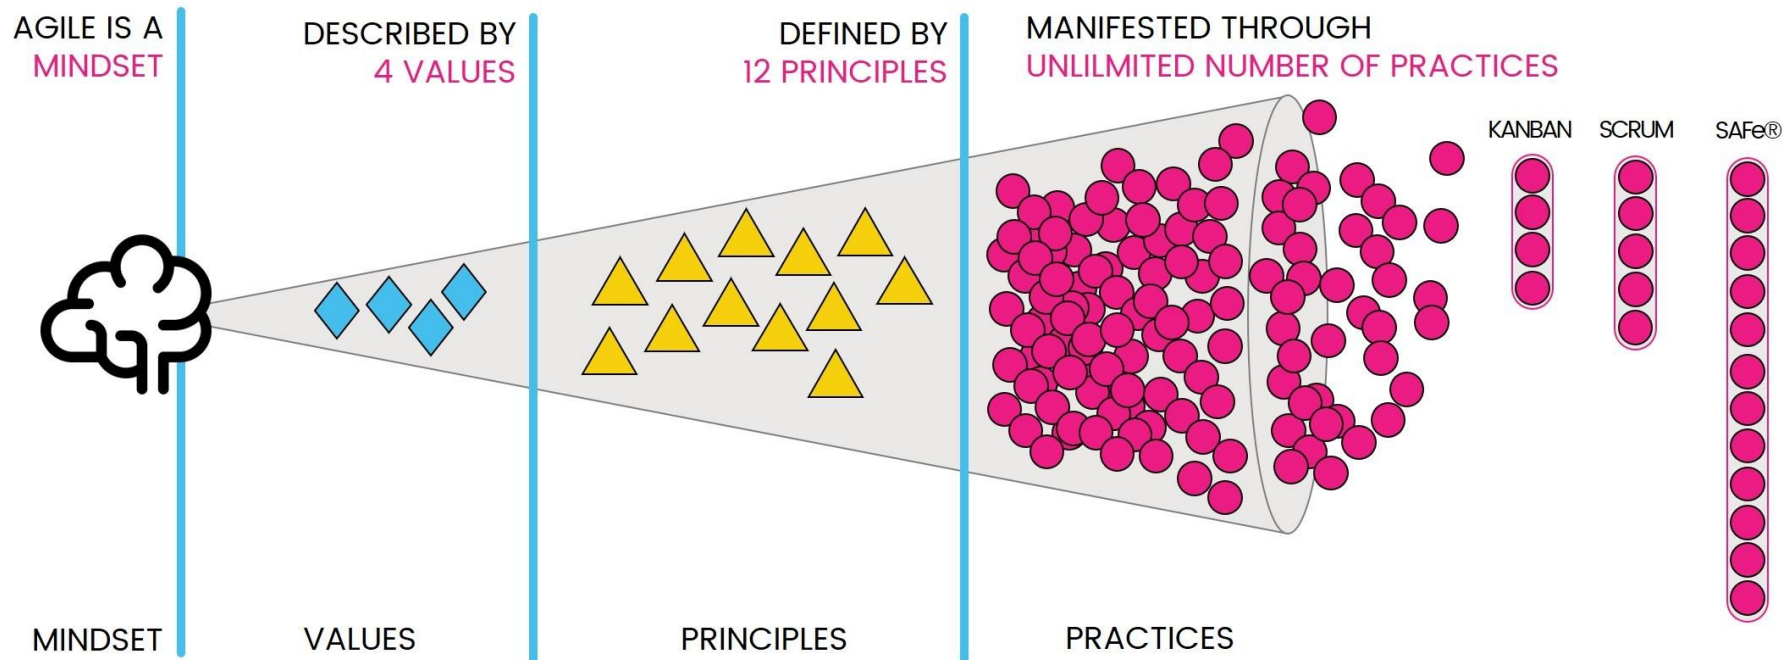 AGILE IS A
MINDSET
DESCRIBED BY
4 VALUES
DEFINED BY
12 PRINCIPLES
MANIFESTED THROUGH
UNLILMITED NUMBER OF PRACTICES
KANBAN
SCRUM
SAFe®
MINDSET
VALUES
PRINCIPLES
PRACTICES